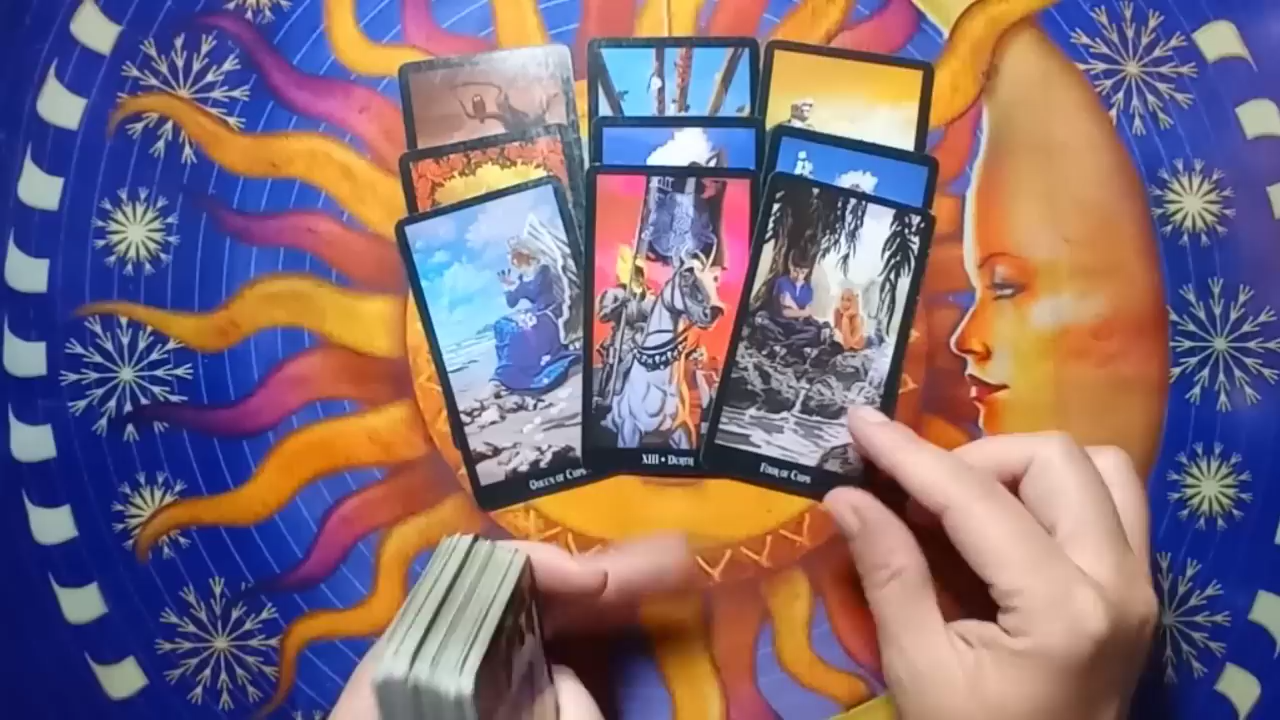 Queen of Cups
XIII • Death
Four of Cups